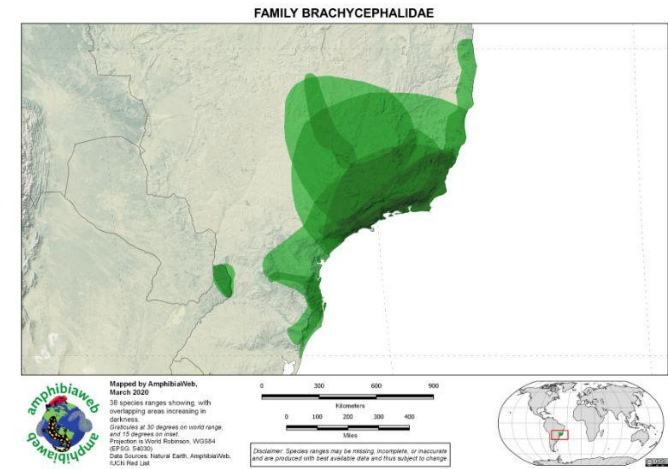 FAMILY BRACHYCEPHALIDAE
amphibiaweb
amphibiaweb
Mapped by AmphibiaWeb,
March 2020
38 species ranges showing, with
overlapping areas increasing in
darkness.
Graticules at 30 degrees on world range,
and 15 degrees on inset.
Projection is World Robinson, WGS84
(EPSG: 54030)
Data Sources: Natural Earth, AmphibiaWeb,
IUCN Red List
0 300 600 900
Kilometers
0 100 200 300 400
Miles
Disclaimer: Species ranges may be missing, incomplete, or inaccurate
and are produced with best available data and thus subject to change.